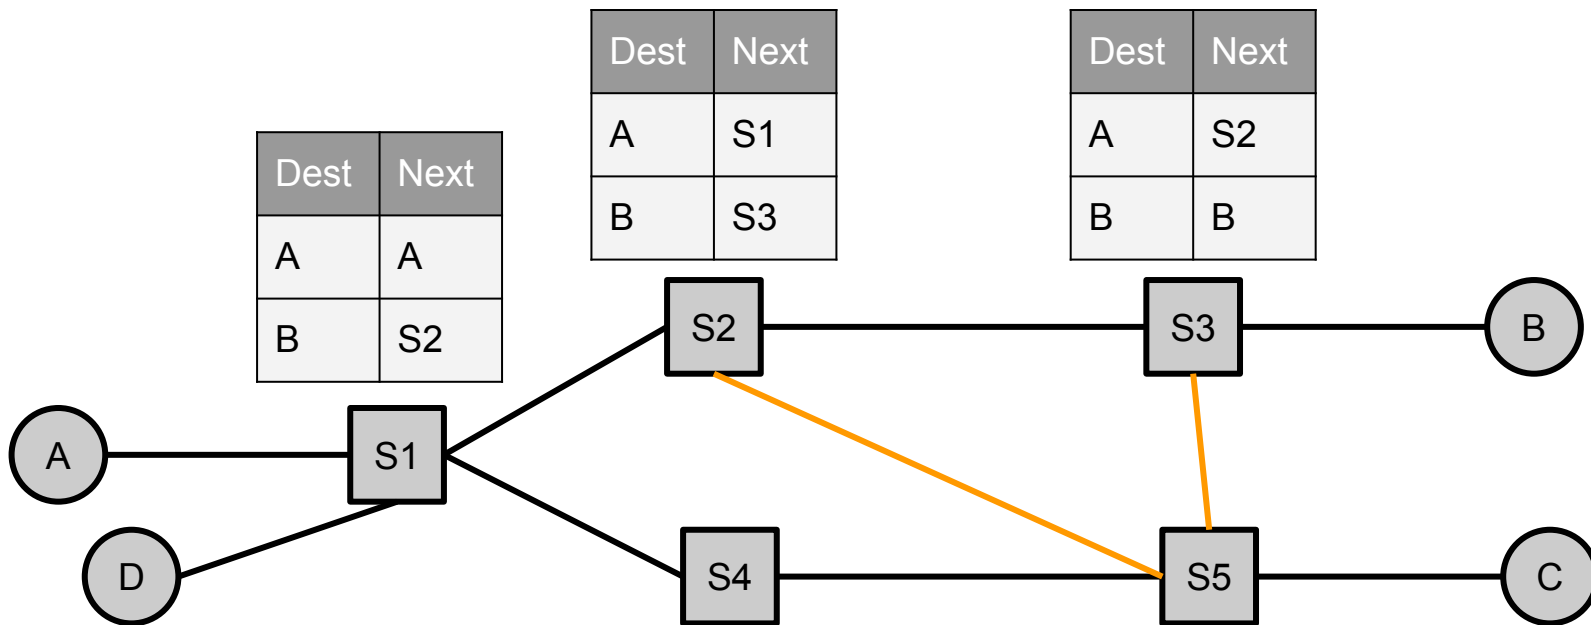 Dest Next
A S1
B S3
Dest Next
A S2
B B
Dest Next
A A
B S2
S2
S3
B
A
S1
D
S4
S5
C